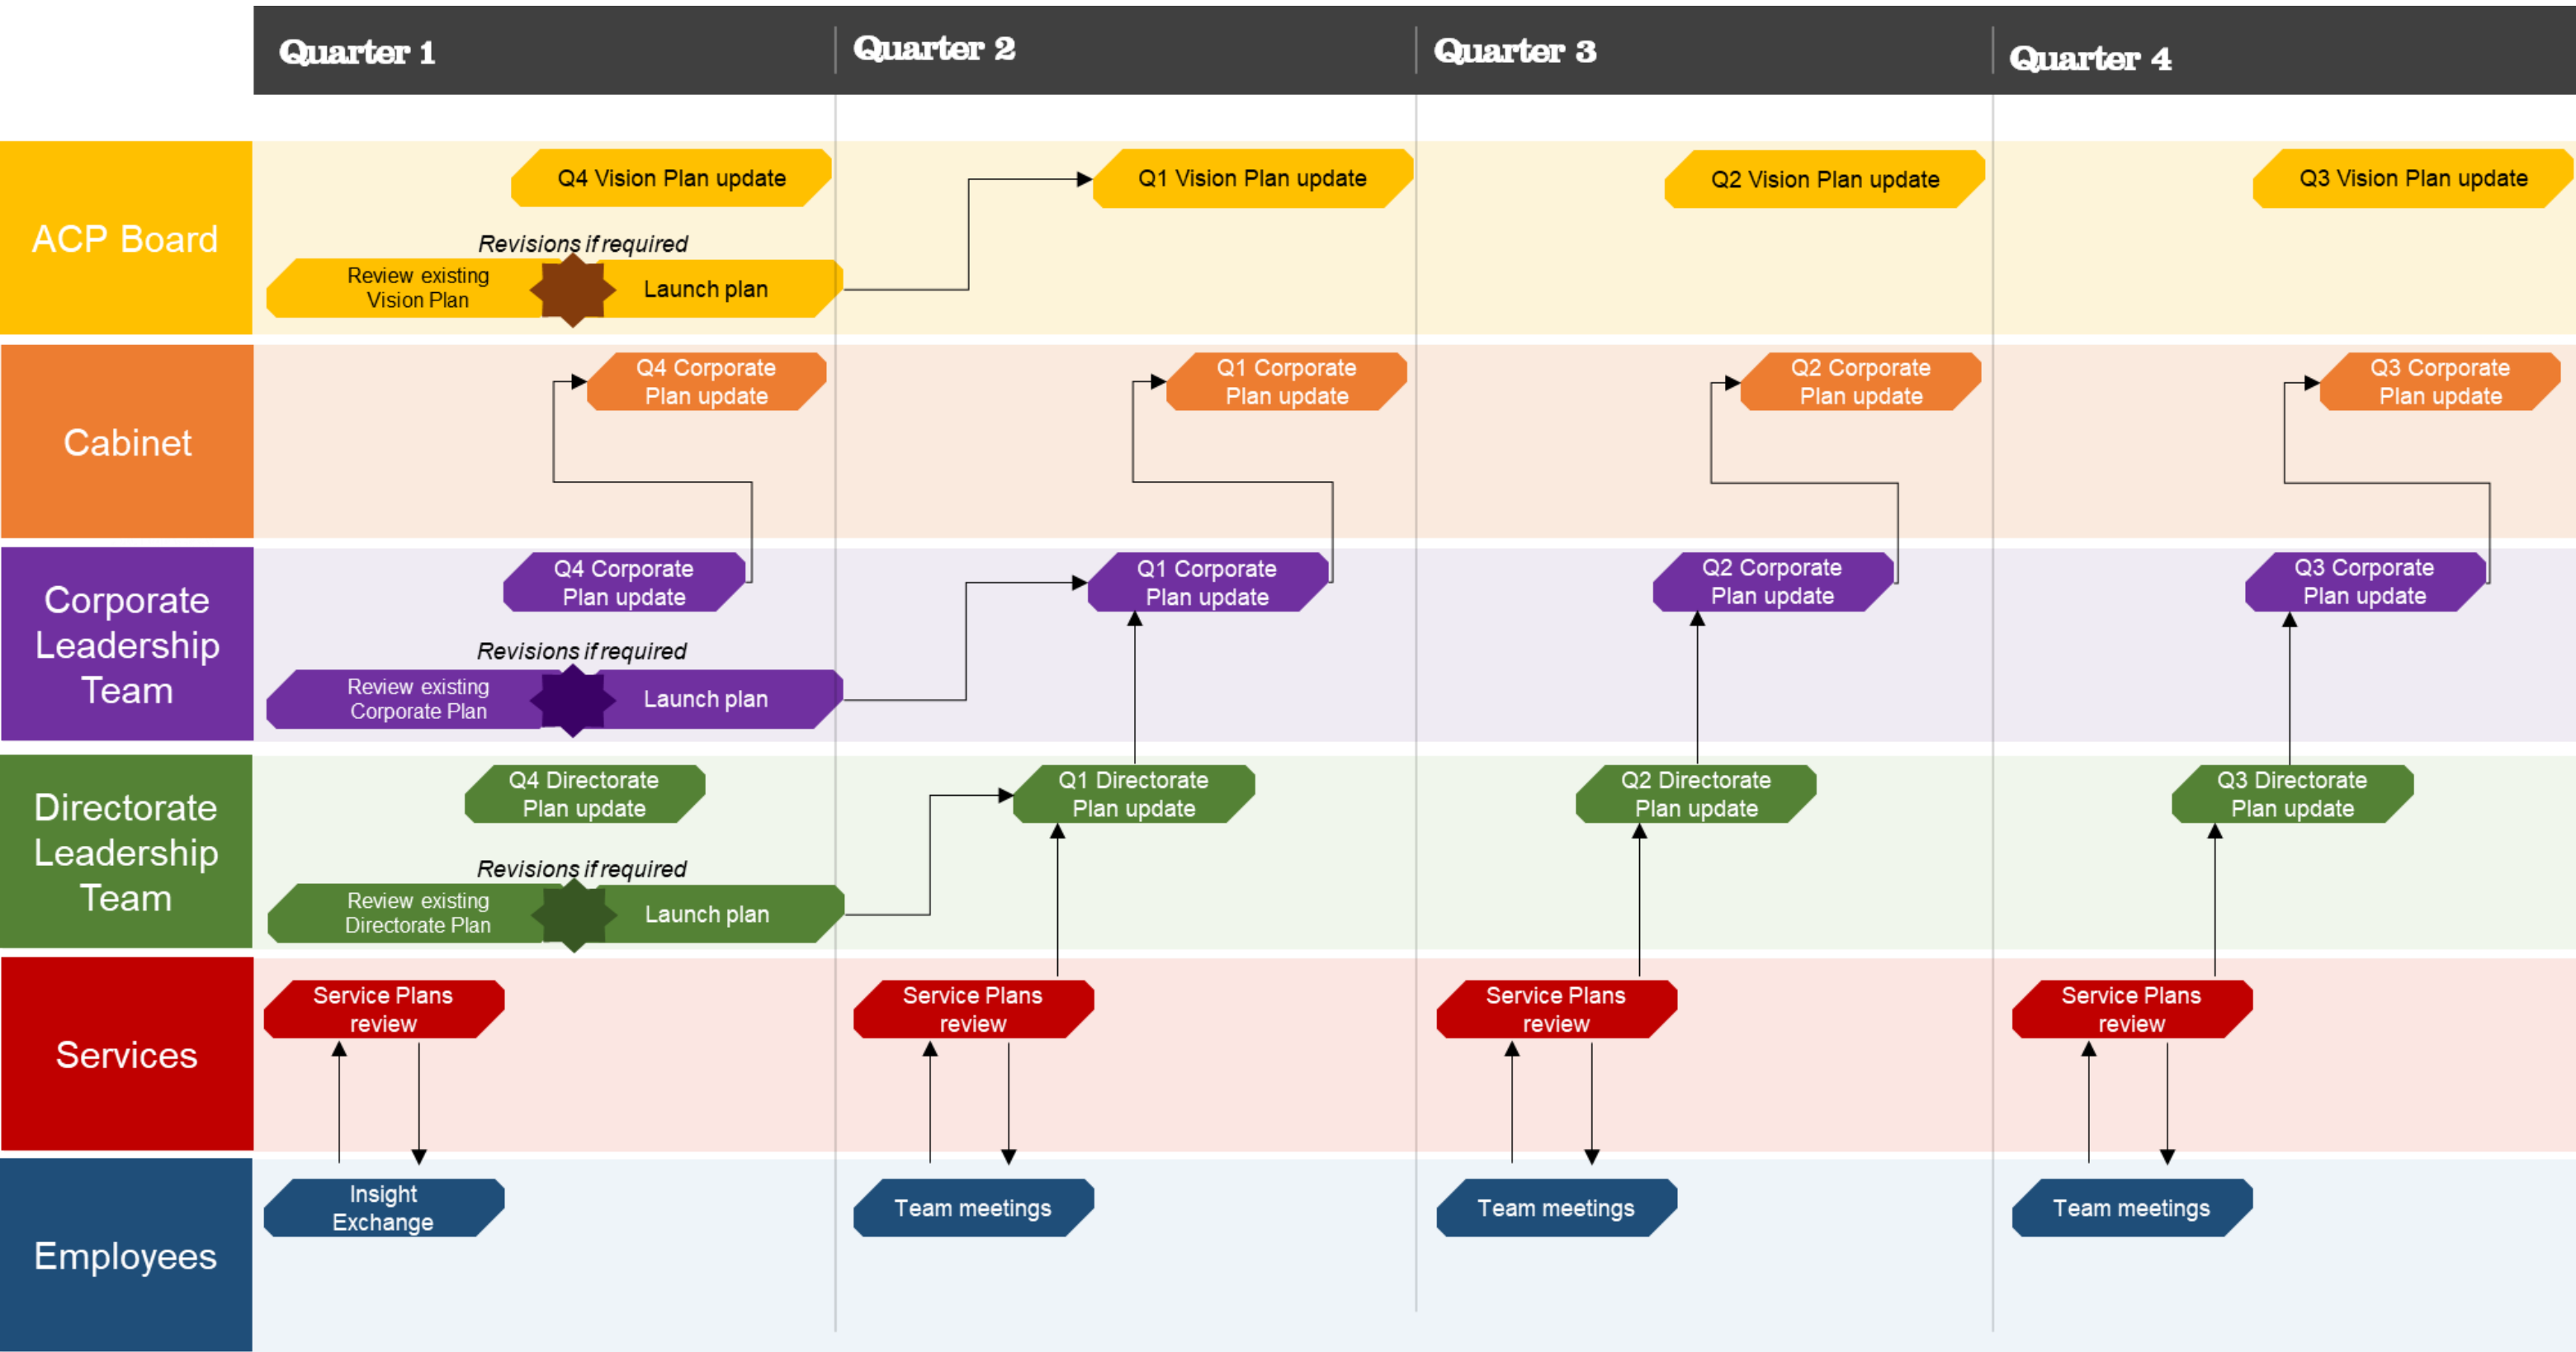 Quarter 1
Quarter 2
Quarter 3
Quarter 4
ACP Board
Q4 Vision Plan update
Q1 Vision Plan update
Q2 Vision Plan update
Q3 Vision Plan update
Revisions if required
Review existing
Vision Plan
Launch plan
Cabinet
Q4 Corporate
Plan update
Q1 Corporate
Plan update
Q2 Corporate
Plan update
Q3 Corporate
Plan update
Corporate
Leadership
Team
Q4 Corporate
Plan update
Q1 Corporate
Plan update
Q2 Corporate
Plan update
Q3 Corporate
Plan update
Revisions if required
Review existing
Corporate Plan
Launch plan
Directorate
Leadership
Team
Q4 Directorate
Plan update
Q1 Directorate
Plan update
Q2 Directorate
Plan update
Q3 Directorate
Plan update
Revisions if required
Review existing
Directorate Plan
Launch plan
Services
Service Plans
review
Service Plans
review
Service Plans
review
Service Plans
review
Employees
Insight
Exchange
Team meetings
Team meetings
Team meetings